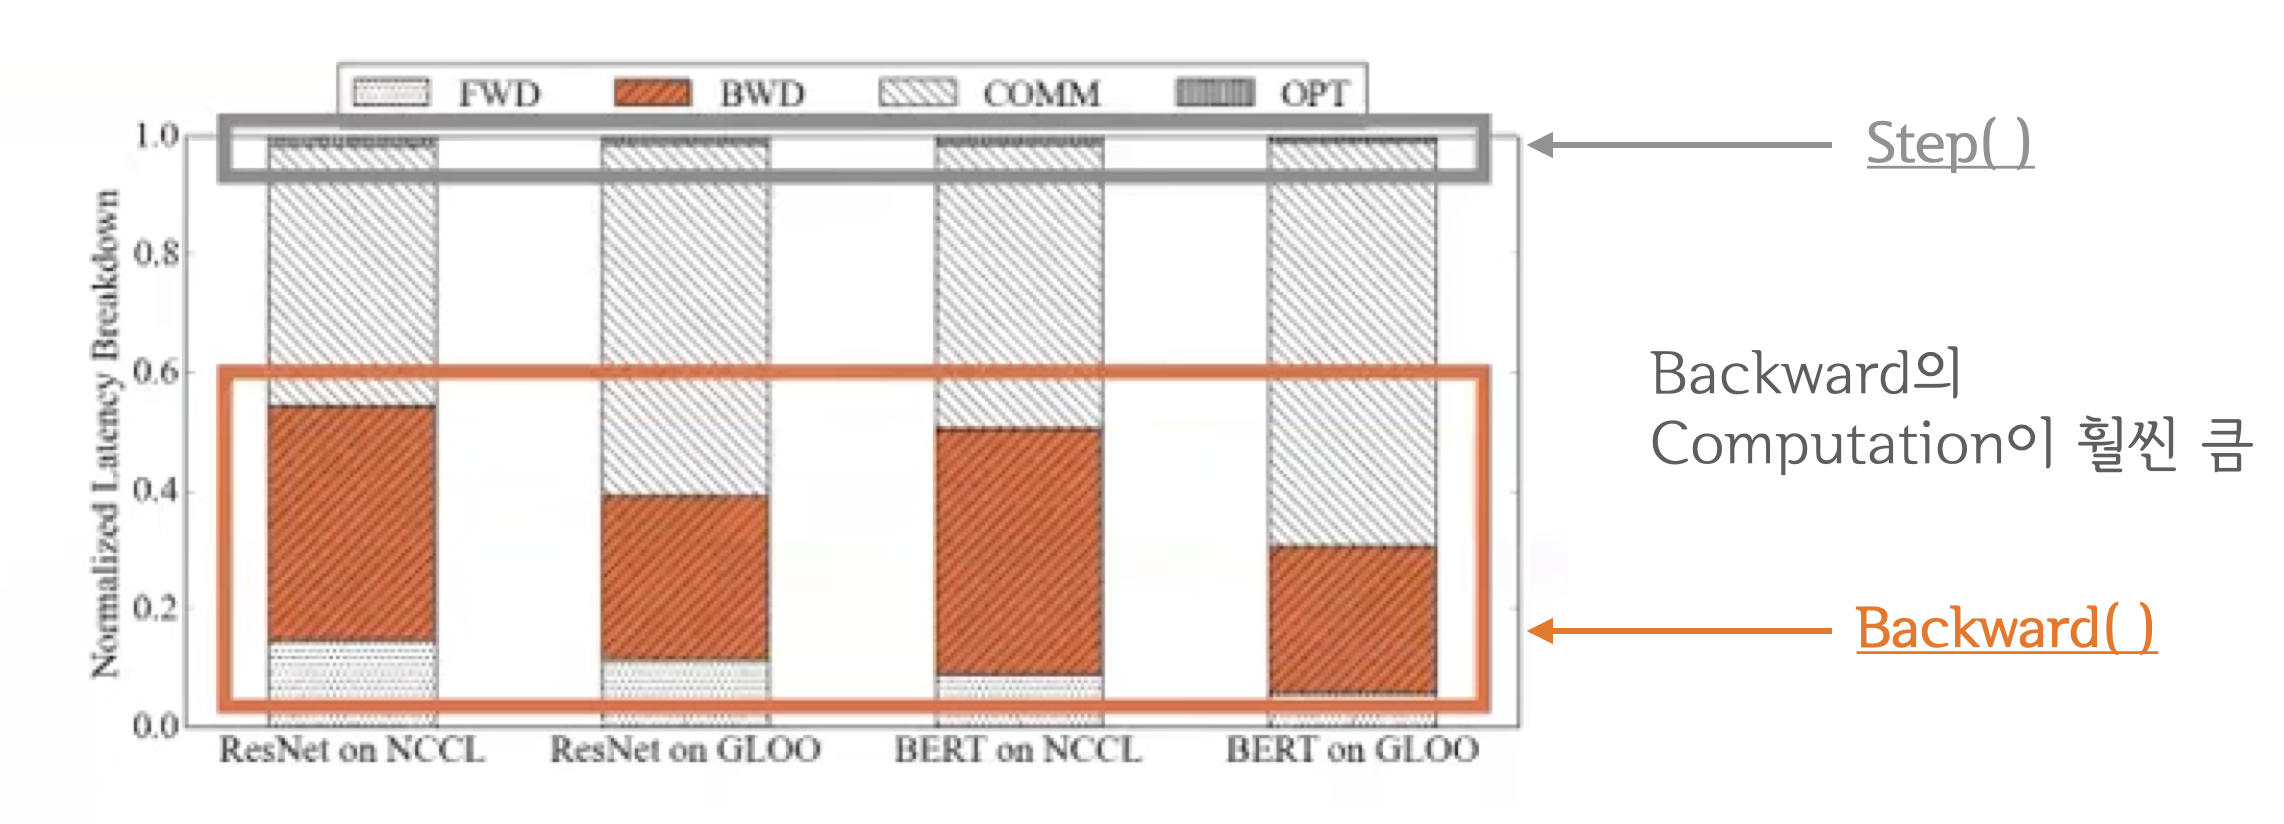 FWD BWD COMM OPT
Normalized Latency Breakdown
1.0
0.8
0.6
0.4
0.2
0.0
ResNet on NCCL ResNet on GLOO BERT on NCCL BERT on GLOO
Step( )
Backward의
Computation이 훨씬 큼
Backward( )